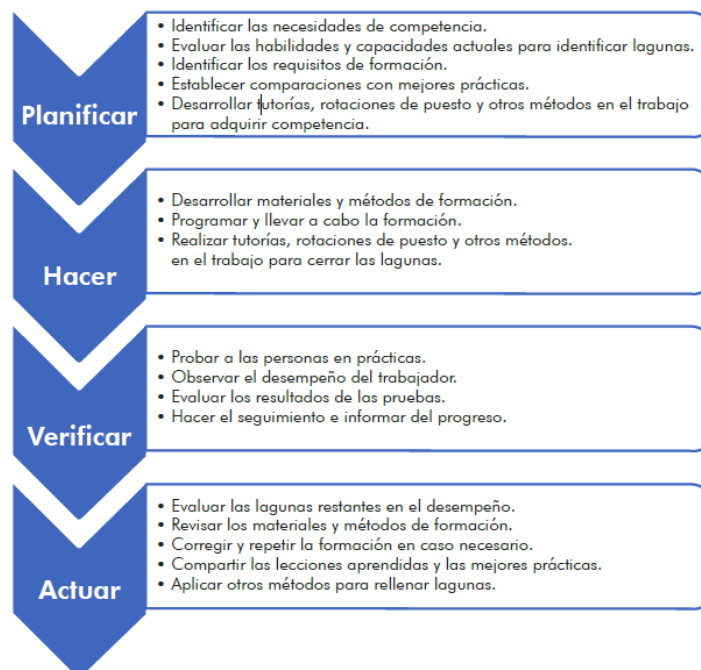 Planificar
• Identificar las necesidades de competencia.
• Evaluar las habilidades y capacidades actuales para identificar lagunas.
• Identificar los requisitos de formación.
• Establecer comparaciones con mejores prácticas.
• Desarrollar tutorías, rotaciones de puesto y otros métodos en el trabajo
para adquirir competencia.
Hacer
• Desarrollar materiales y métodos de formación.
• Programar y llevar a cabo la formación.
• Realizar tutorías, rotaciones de puesto y otros métodos.
en el trabajo para cerrar las lagunas.
Verificar
• Probar a las personas en prácticas.
• Observar el desempeño del trabajador.
• Evaluar los resultados de las pruebas.
• Hacer el seguimiento e informar del progreso.
Actuar
• Evaluar las lagunas restantes en el desempeño.
• Revisar los materiales y métodos de formación.
• Corregir y repetir la formación en caso necesario.
• Compartir las lecciones aprendidas y las mejores prácticas.
• Aplicar otros métodos para rellenar lagunas.